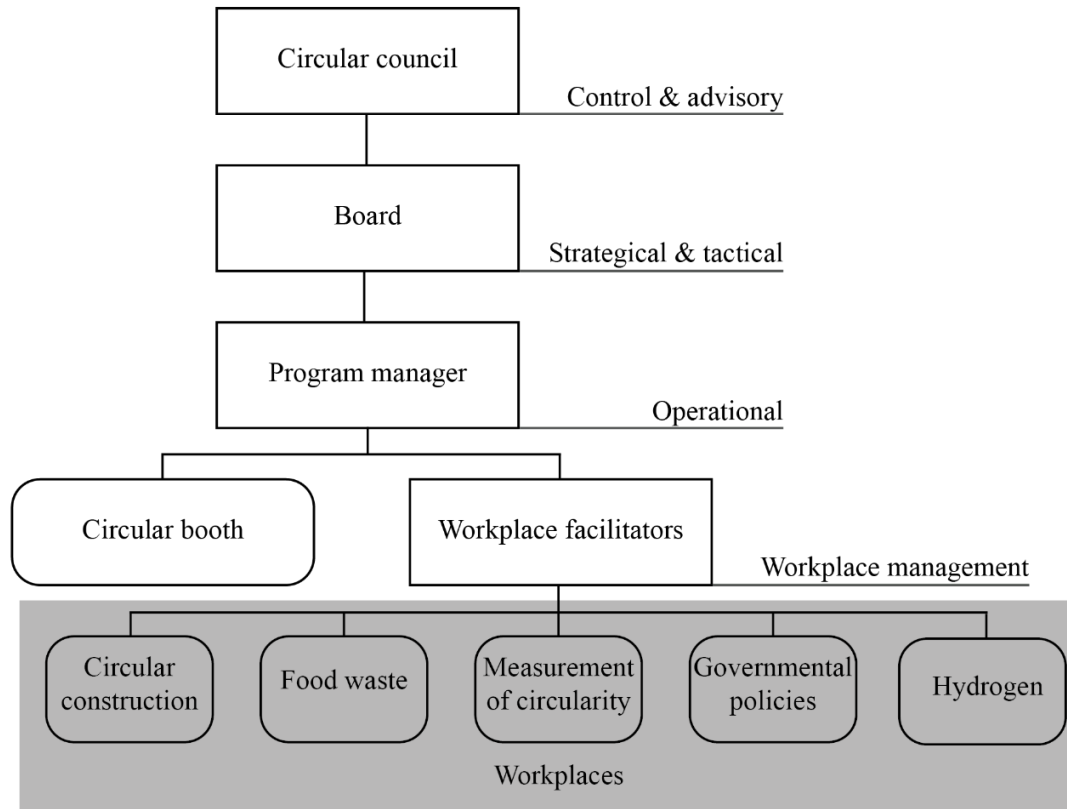 Circular council
Control & advisory
Board
Strategical & tactical
Program manager
Operational
Circular booth
Workplace facilitators
Workplace management
Circular
construction
Food waste
Measurement
of circularity
Governmental
policies
Hydrogen
Workplaces